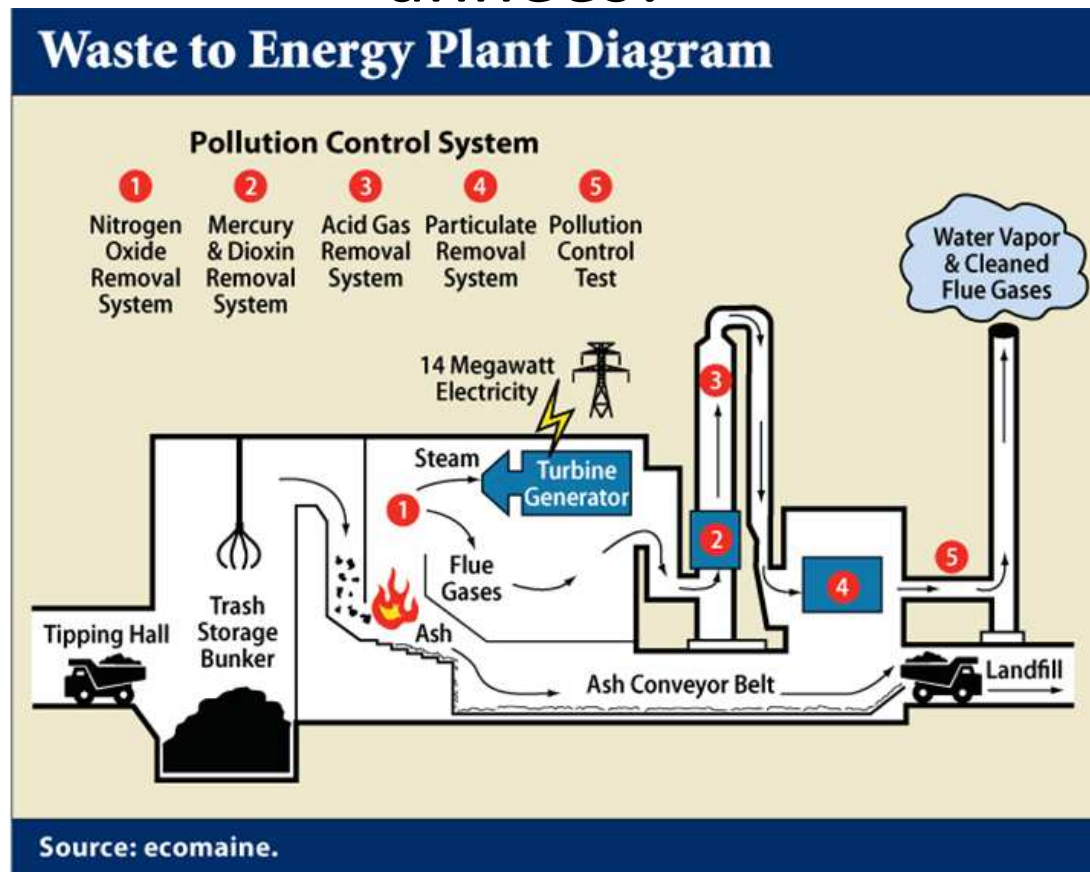 Waste to Energy Plant Diagram
Pollution Control System
1
2
3
4
5
Nitrogen
Oxide
Removal
System
Mercury
& Dioxin
Removal
System
Acid Gas
Removal
System
Particulate
Removal
System
Pollution
Control
Test
Water Vapor
& Cleaned
Flue Gases
14 Megawatt
Electricity
3
Steam
Turbine
Generator
1
2
Flue
Gases
4
5
Tipping Hall
Trash
Storage
Bunker
Ash
Ash Conveyor Belt
Landfill
Source: ecomaine.